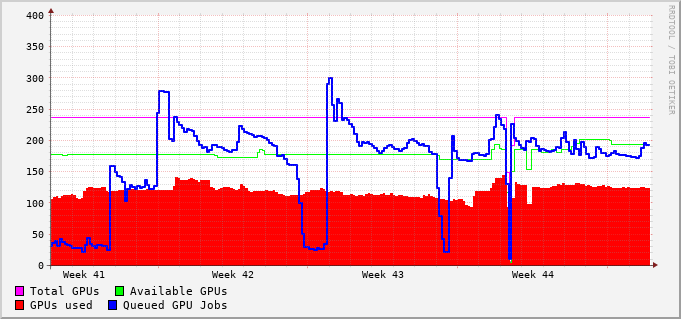 400
350
300
250
200
150
100
50
0
Week 41 Week 42 Week 43 Week 44
Total GPUs Available GPUs
GPUs used Queued GPU Jobs
RRDTOOL / TOBI OETIKER